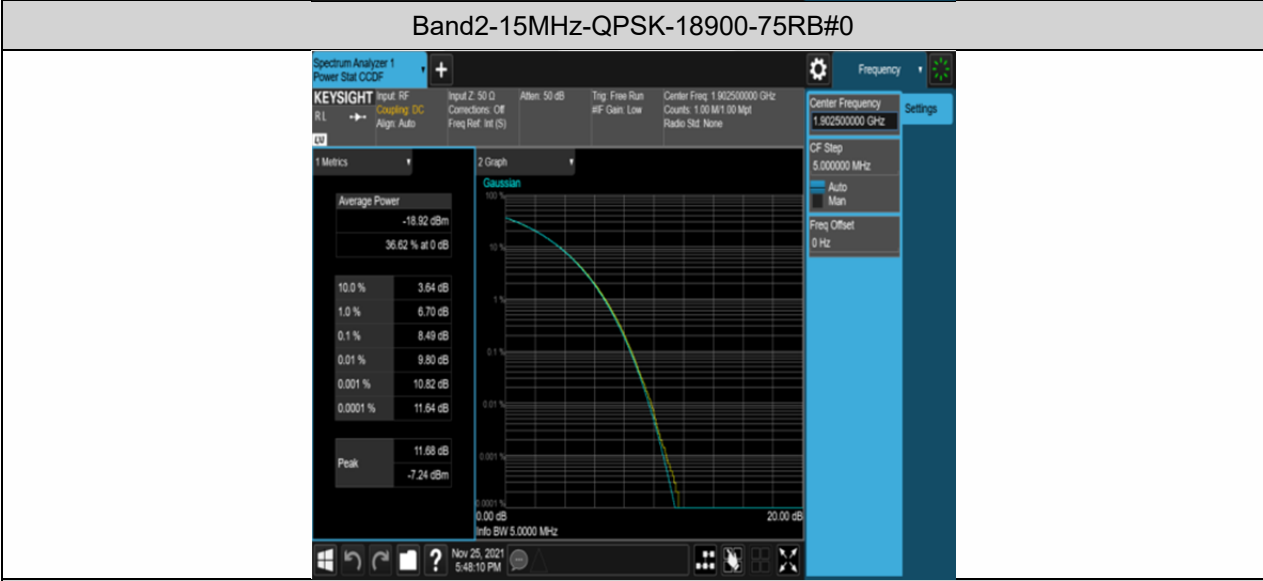 Band2-15MHz-QPSK-18900-75RB#0
Spectrum Analyzer 1
Power Stat CCDF
+
Frequency
KEYSIGHT
RL
Input: RF
Coupling: DC
Align: Auto
Input Z: 50 Ω
Corrections: Off
Freq Ref: Int (S)
Atten: 50 dB
Trig: Free Run
#IF Gain: Low
Center Freq: 1.902500000 GHz
Counts: 1.00 M/1.00 Mpt
Radio Std: None
Center Frequency
1.902500000 GHz
Settings
CF Step
5.000000 MHz
Auto
Man
Freq Offset
0 Hz
1 Metrics
Average Power
-18.92 dBm
36.62 % at 0 dB
10.0 % 3.64 dB
1.0 % 6.70 dB
0.1 % 8.49 dB
0.01 % 9.80 dB
0.001 % 10.82 dB
0.0001 % 11.64 dB
Peak
11.68 dB
-7.24 dBm
2 Graph
Gaussian
100 %
10 %
1 %
0.1 %
0.01 %
0.001 %
0.0001 %
0.00 dB
20.00 dB
Info BW 5.0000 MHz
?
Nov 25, 2021
5:48:10 PM